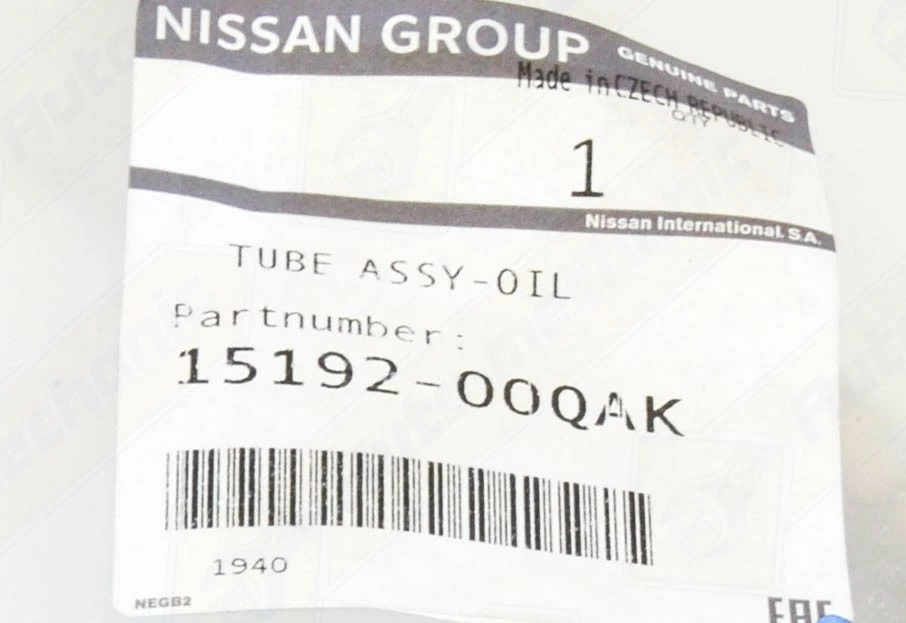 NISSAN GROUP
GENUINE PARTS
Made in CZECH REPUBLIC
QTY
1
Nissan International. S.A.
TUBE ASSY-OIL
Partnumber:
15192-00QAK
1940
NEGB2
EAC